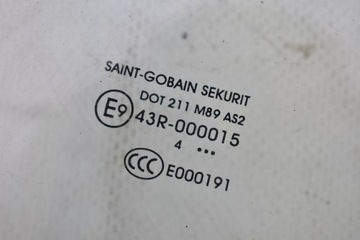 SAINT-GOBAIN SEKURIT
DOT 211 M89 AS2
E9 43R-000015
4 •••
CCC E000191